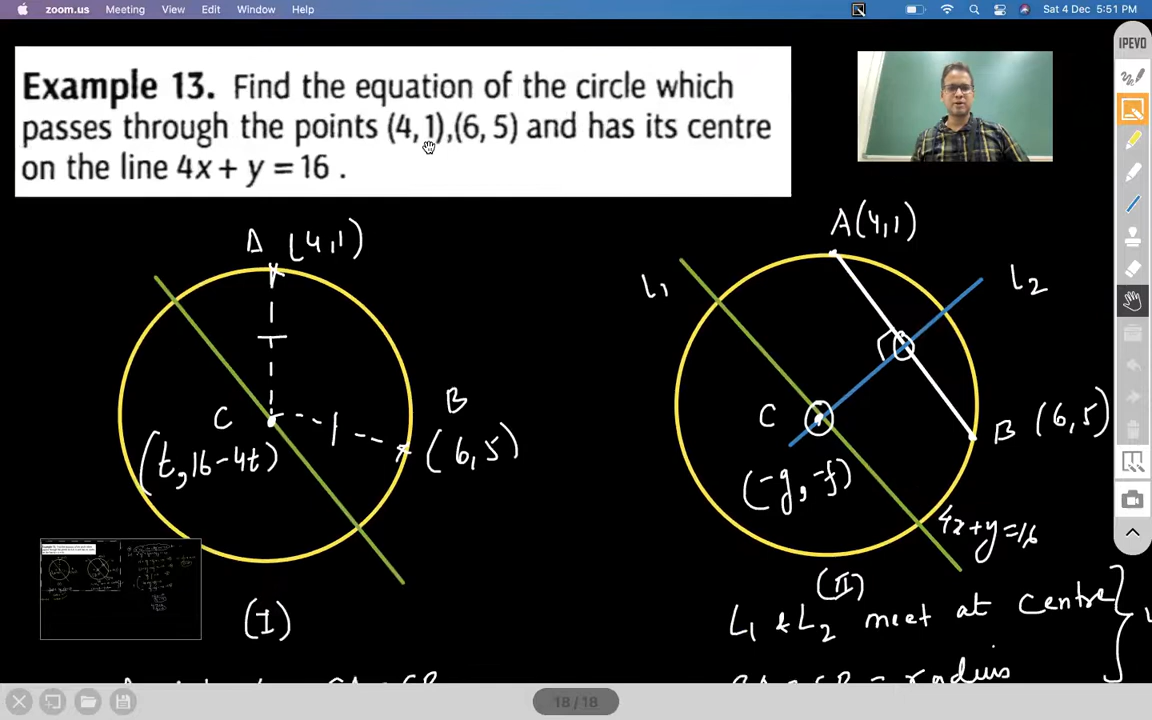 zoom.us Meeting View Edit Window Help Sat 4 Dec 5:51 PM
IPEVO
Example 13. Find the equation of the circle which
passes through the points (4, 1),(6, 5) and has its centre
on the line 4x + y = 16 .
A (4,1)
C
(t, 16-4t)
B
(6,5)
(I)
A(4,1)
L1
L2
C
(-g, -f)
B (6,5)
4x+y=16
(II)
L1 & L2 meet at centre
= radius
18 / 18